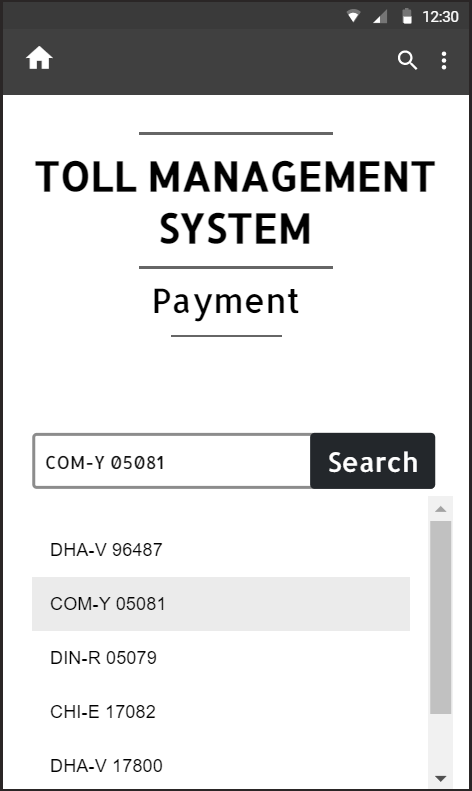 12:30
TOLL MANAGEMENT
SYSTEM
Payment
COM-Y 05081 Search
DHA-V 96487
COM-Y 05081
DIN-R 05079
CHI-E 17082
DHA-V 17800